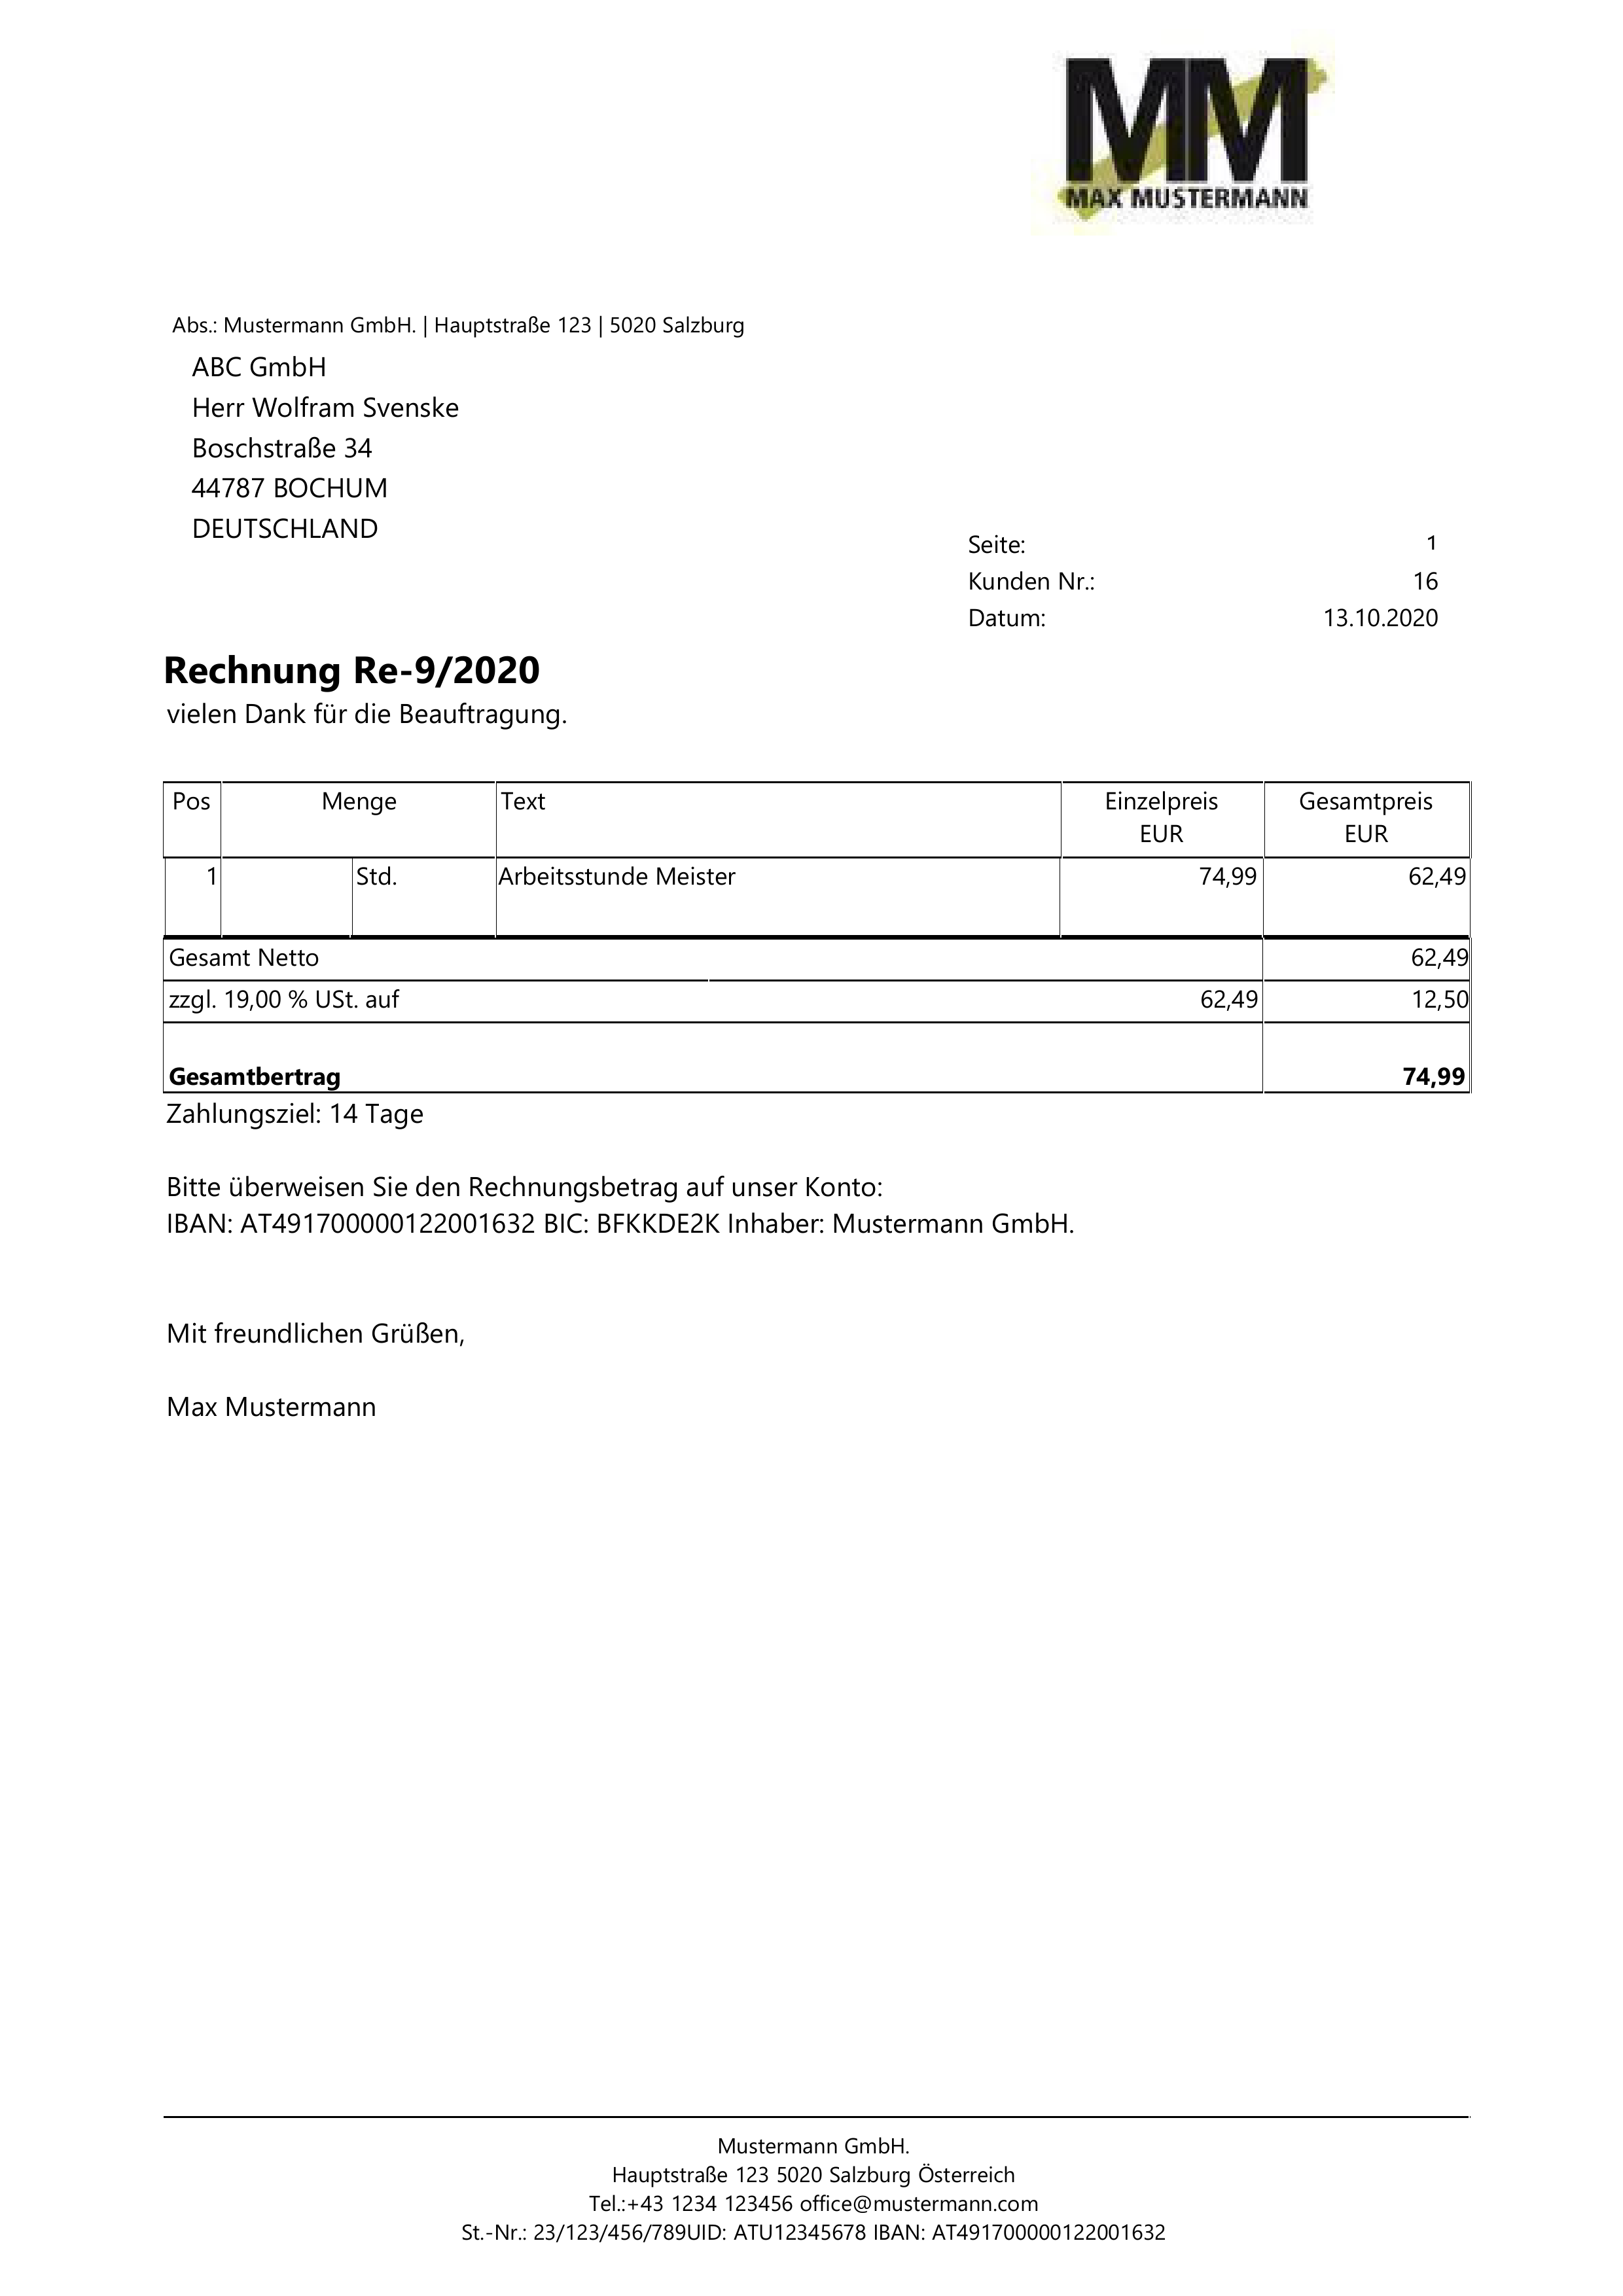 MM
MAX MUSTERMANN
Abs.: Mustermann GmbH. | Hauptstraße 123 | 5020 Salzburg
ABC GmbH
Herr Wolfram Svenske
Boschstraße 34
44787 BOCHUM
DEUTSCHLAND
Seite: 1
Kunden Nr.: 16
Datum: 13.10.2020
Rechnung Re-9/2020
vielen Dank für die Beauftragung.
Pos Menge Text Einzelpreis Gesamtpreis
EUR EUR
1 Std. Arbeitsstunde Meister 74,99 62,49
Gesamt Netto 62,49
zzgl. 19,00 % USt. auf 62,49 12,50
Gesamtbertrag 74,99
Zahlungsziel: 14 Tage
Bitte überweisen Sie den Rechnungsbetrag auf unser Konto:
IBAN: AT491700000122001632 BIC: BFKKDE2K Inhaber: Mustermann GmbH.
Mit freundlichen Grüßen,
Max Mustermann
Mustermann GmbH.
Hauptstraße 123 5020 Salzburg Österreich
Tel.:+43 1234 123456 office@mustermann.com
St.-Nr.: 23/123/456/789UID: ATU12345678 IBAN: AT491700000122001632